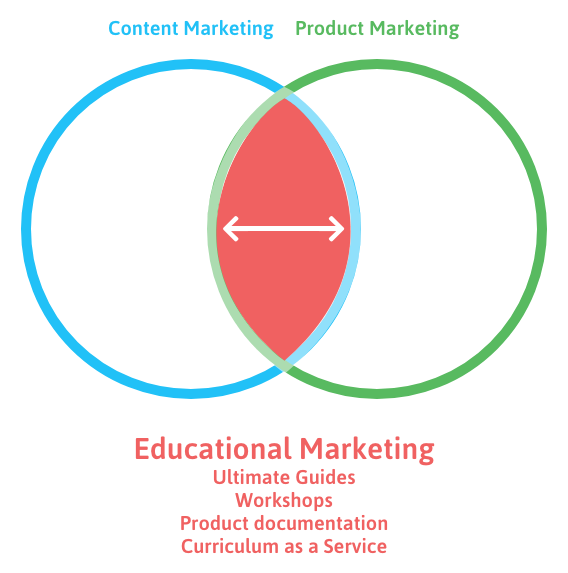 Content Marketing Product Marketing
Educational Marketing
Ultimate Guides
Workshops
Product documentation
Curriculum as a Service